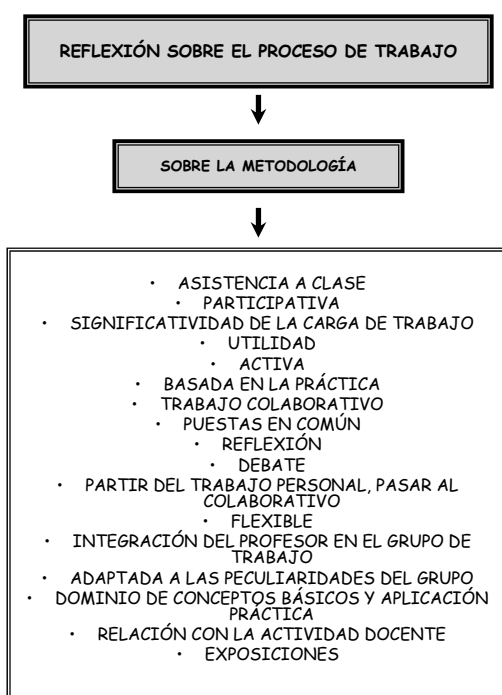 REFLEXIÓN SOBRE EL PROCESO DE TRABAJO
SOBRE LA METODOLOGÍA
· ASISTENCIA A CLASE
· PARTICIPATIVA
· SIGNIFICATIVIDAD DE LA CARGA DE TRABAJO
· UTILIDAD
· ACTIVA
· BASADA EN LA PRÁCTICA
· TRABAJO COLABORATIVO
· PUESTAS EN COMÚN
· REFLEXIÓN
· DEBATE
· PARTIR DEL TRABAJO PERSONAL, PASAR AL
COLABORATIVO
· FLEXIBLE
· INTEGRACIÓN DEL PROFESOR EN EL GRUPO DE
TRABAJO
· ADAPTADA A LAS PECULIARIDADES DEL GRUPO
· DOMINIO DE CONCEPTOS BÁSICOS Y APLICACIÓN
PRÁCTICA
· RELACIÓN CON LA ACTIVIDAD DOCENTE
· EXPOSICIONES